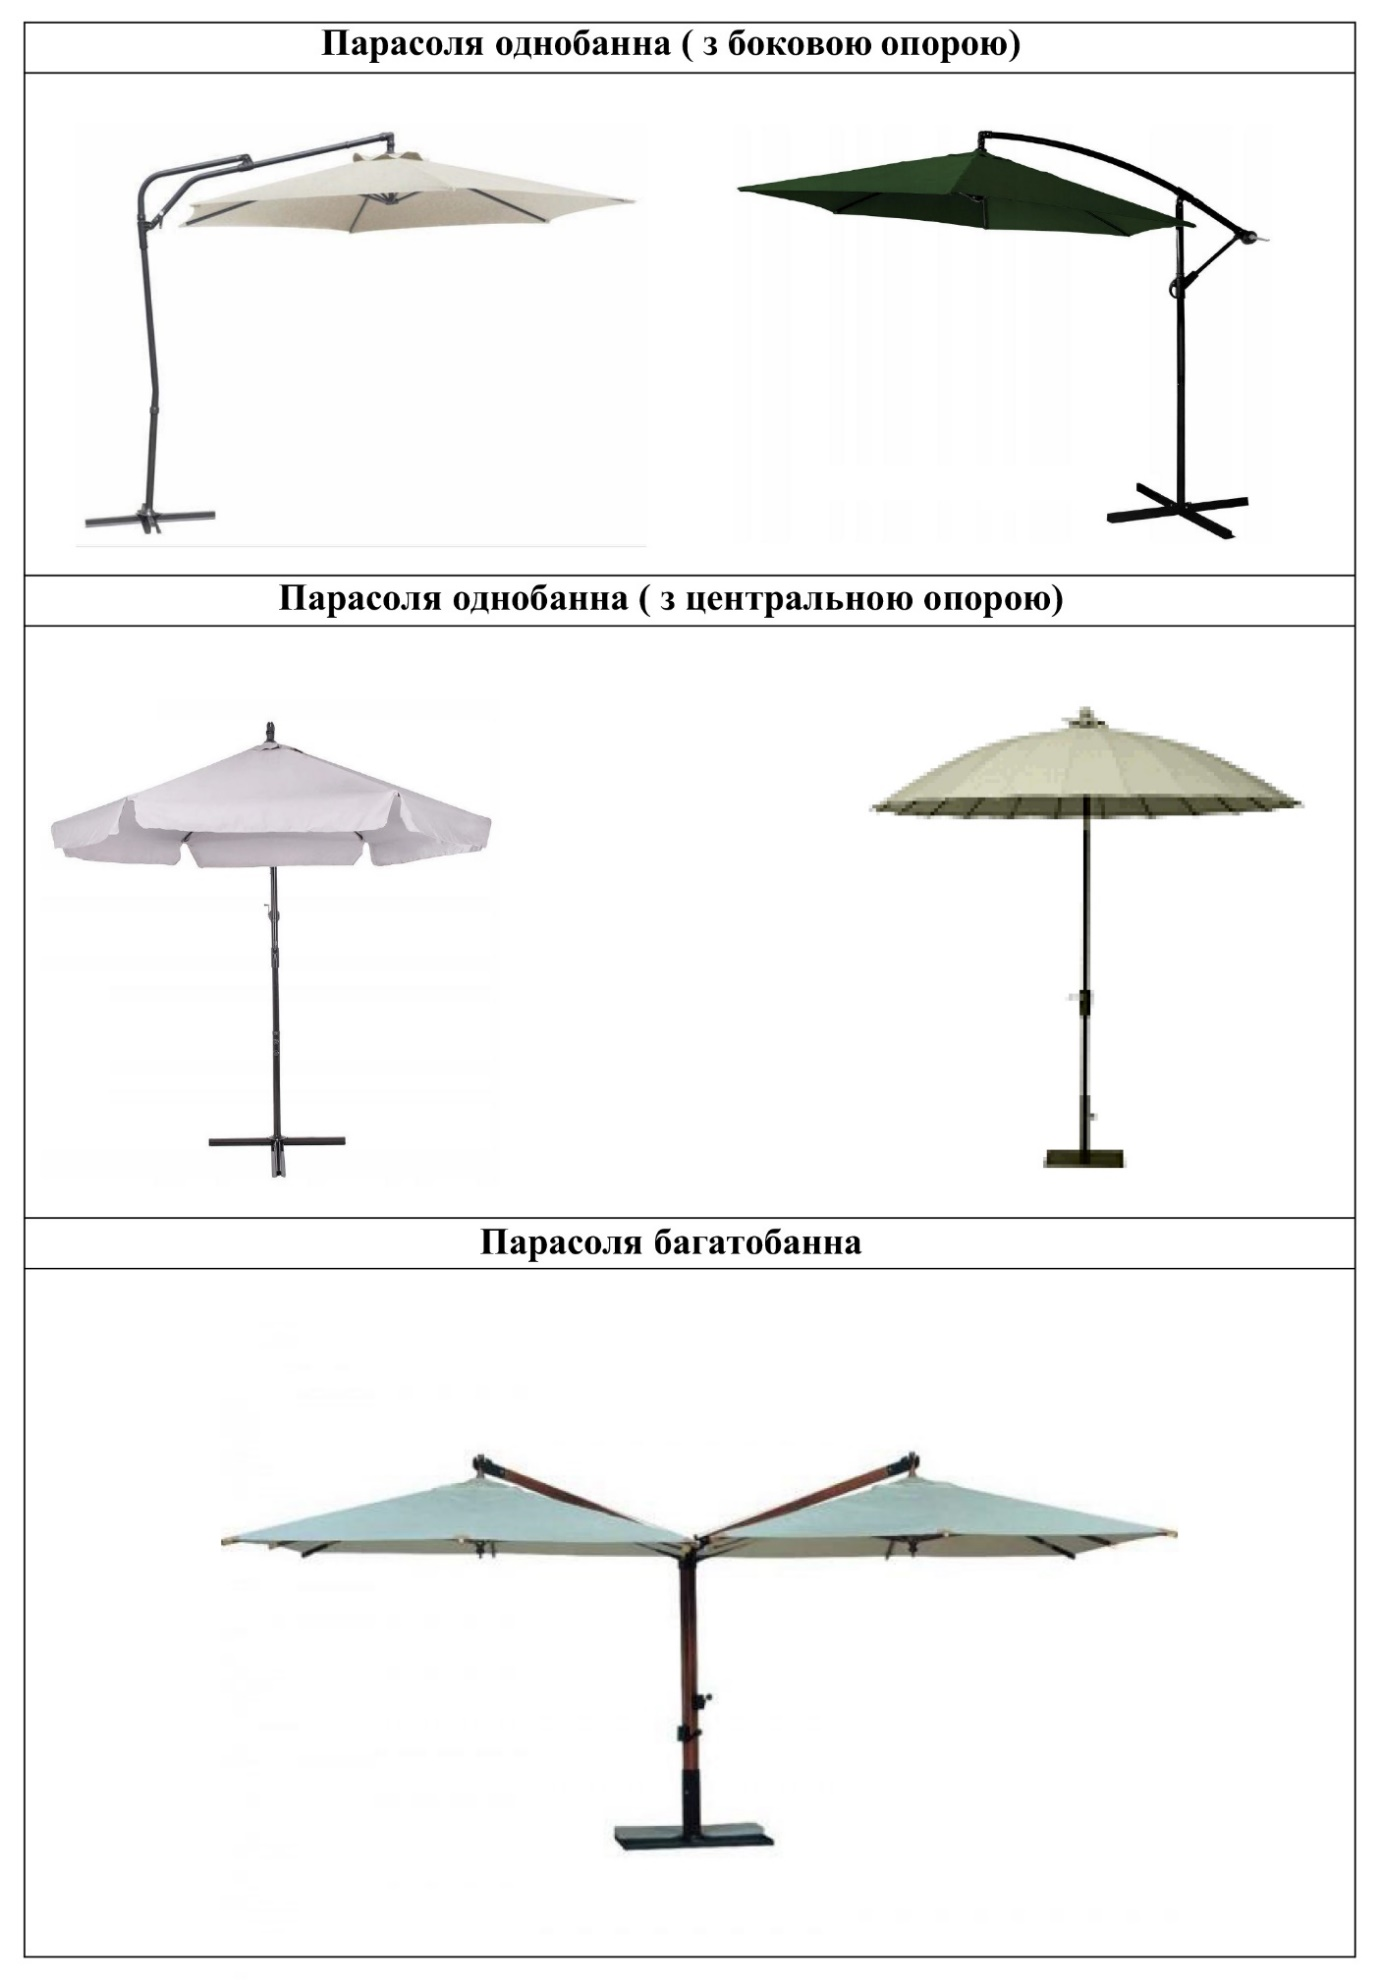 Парасоля однобанна ( з боковою опорою)
Парасоля однобанна ( з центральною опорою)
Парасоля багатобанна